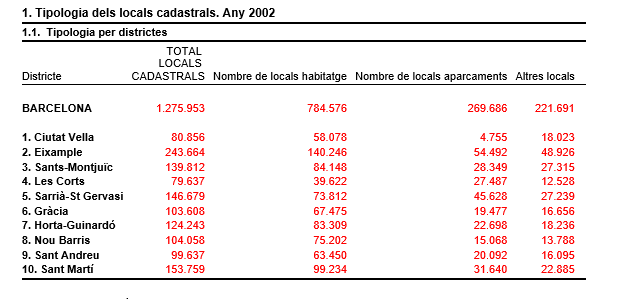 1. Tipologia dels locals cadastrals. Any 2002
1.1. Tipologia per districtes
TOTAL
LOCALS
Districte CADASTRALS Nombre de locals habitatge Nombre de locals aparcaments Altres locals
BARCELONA 1.275.953 784.576 269.686 221.691
1. Ciutat Vella 80.856 58.078 4.755 18.023
2. Eixample 243.664 140.246 54.492 48.926
3. Sants-Montjuïc 139.812 84.148 28.349 27.315
4. Les Corts 79.637 39.622 27.487 12.528
5. Sarrià-St Gervasi 146.679 73.812 45.628 27.239
6. Gràcia 103.608 67.475 19.477 16.656
7. Horta-Guinardó 124.243 83.309 22.698 18.236
8. Nou Barris 104.058 75.202 15.068 13.788
9. Sant Andreu 99.637 63.450 20.092 16.095
10. Sant Martí 153.759 99.234 31.640 22.885